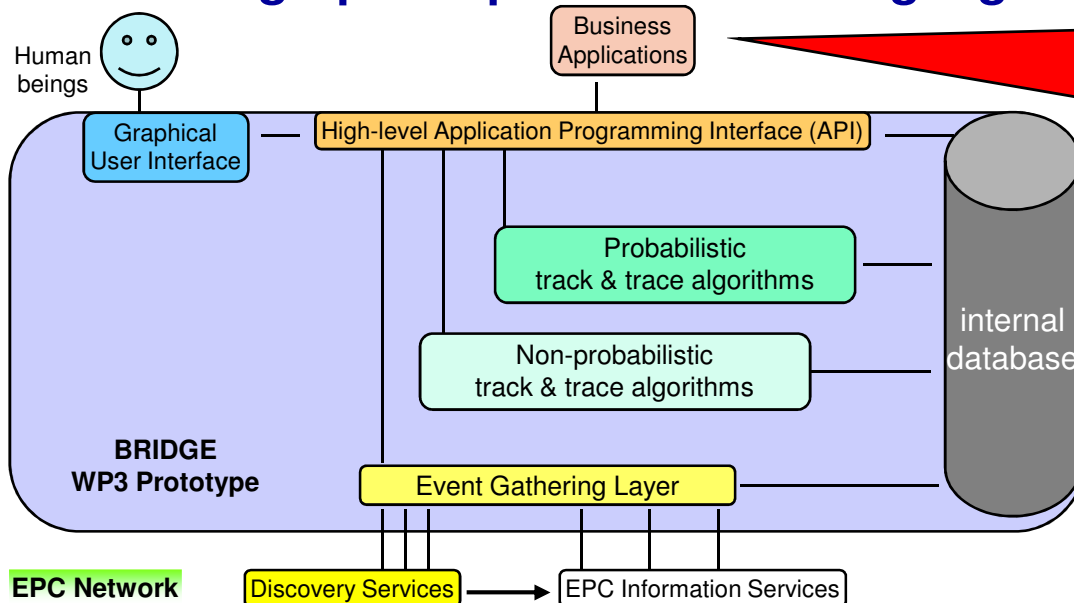 Human
beings
Business
Applications
Graphical
User Interface
High-level Application Programming Interface (API)
Probabilistic
track & trace algorithms
internal
database
Non-probabilistic
track & trace algorithms
BRIDGE
WP3 Prototype
Event Gathering Layer
EPC Network
Discovery Services
EPC Information Services